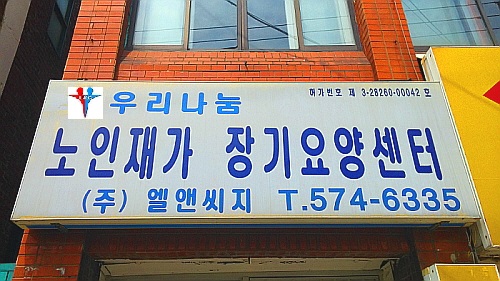 허가번호 제 3-28260-00042 호
우리나눔
노인재가 장기요양센터
(주) 엘앤씨지 T.574-6335